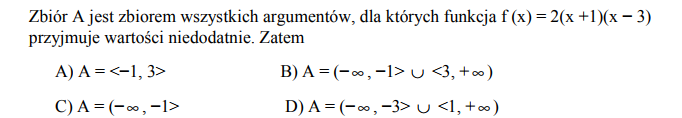 Zbiór A jest zbiorem wszystkich argumentów, dla których funkcja f (x) = 2(x +1)(x − 3)
przyjmuje wartości niedodatnie. Zatem
A) A = <−1, 3> B) A = (−∞, −1> ∪ <3, +∞)
C) A = (−∞, −1> D) A = (−∞, −3> ∪ <1, +∞)